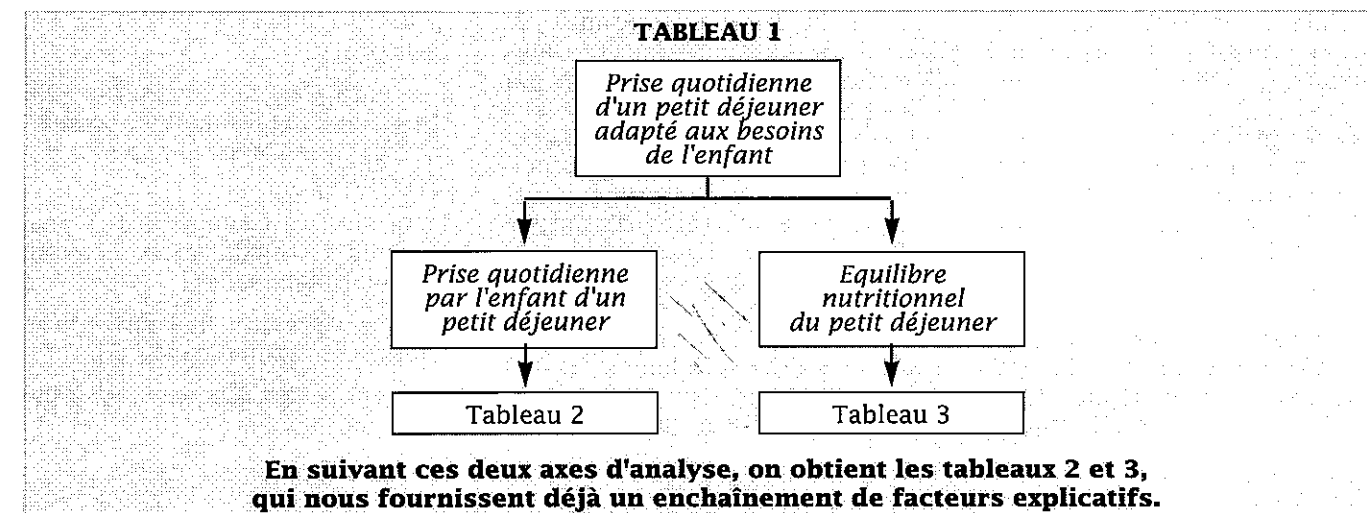 TABLEAU 1
Prise quotidienne
d'un petit déjeuner
adapté aux besoins
de l'enfant
Prise quotidienne
par l'enfant d'un
petit déjeuner
Equilibre
nutritionnel
du petit déjeuner
Tableau 2
Tableau 3
En suivant ces deux axes d'analyse, on obtient les tableaux 2 et 3,
qui nous fournissent déjà un enchaînement de facteurs explicatifs.